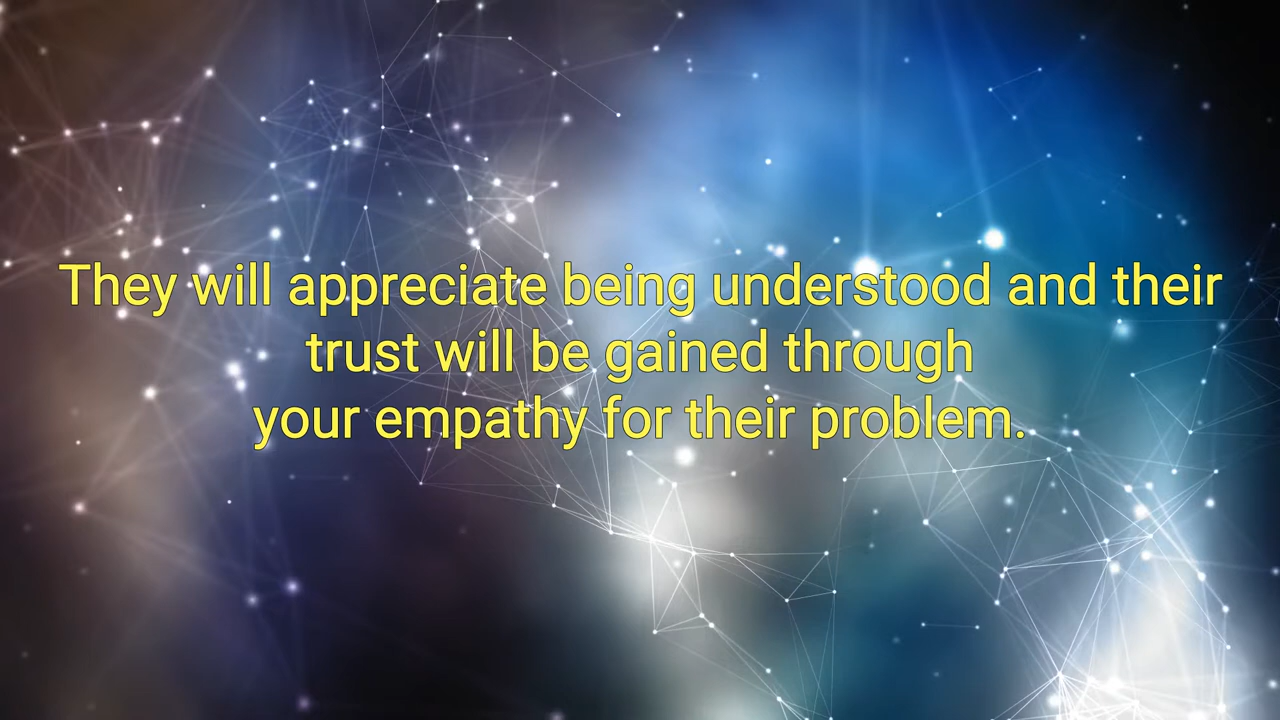 They will appreciate being understood and their
trust will be gained through
your empathy for their problem.